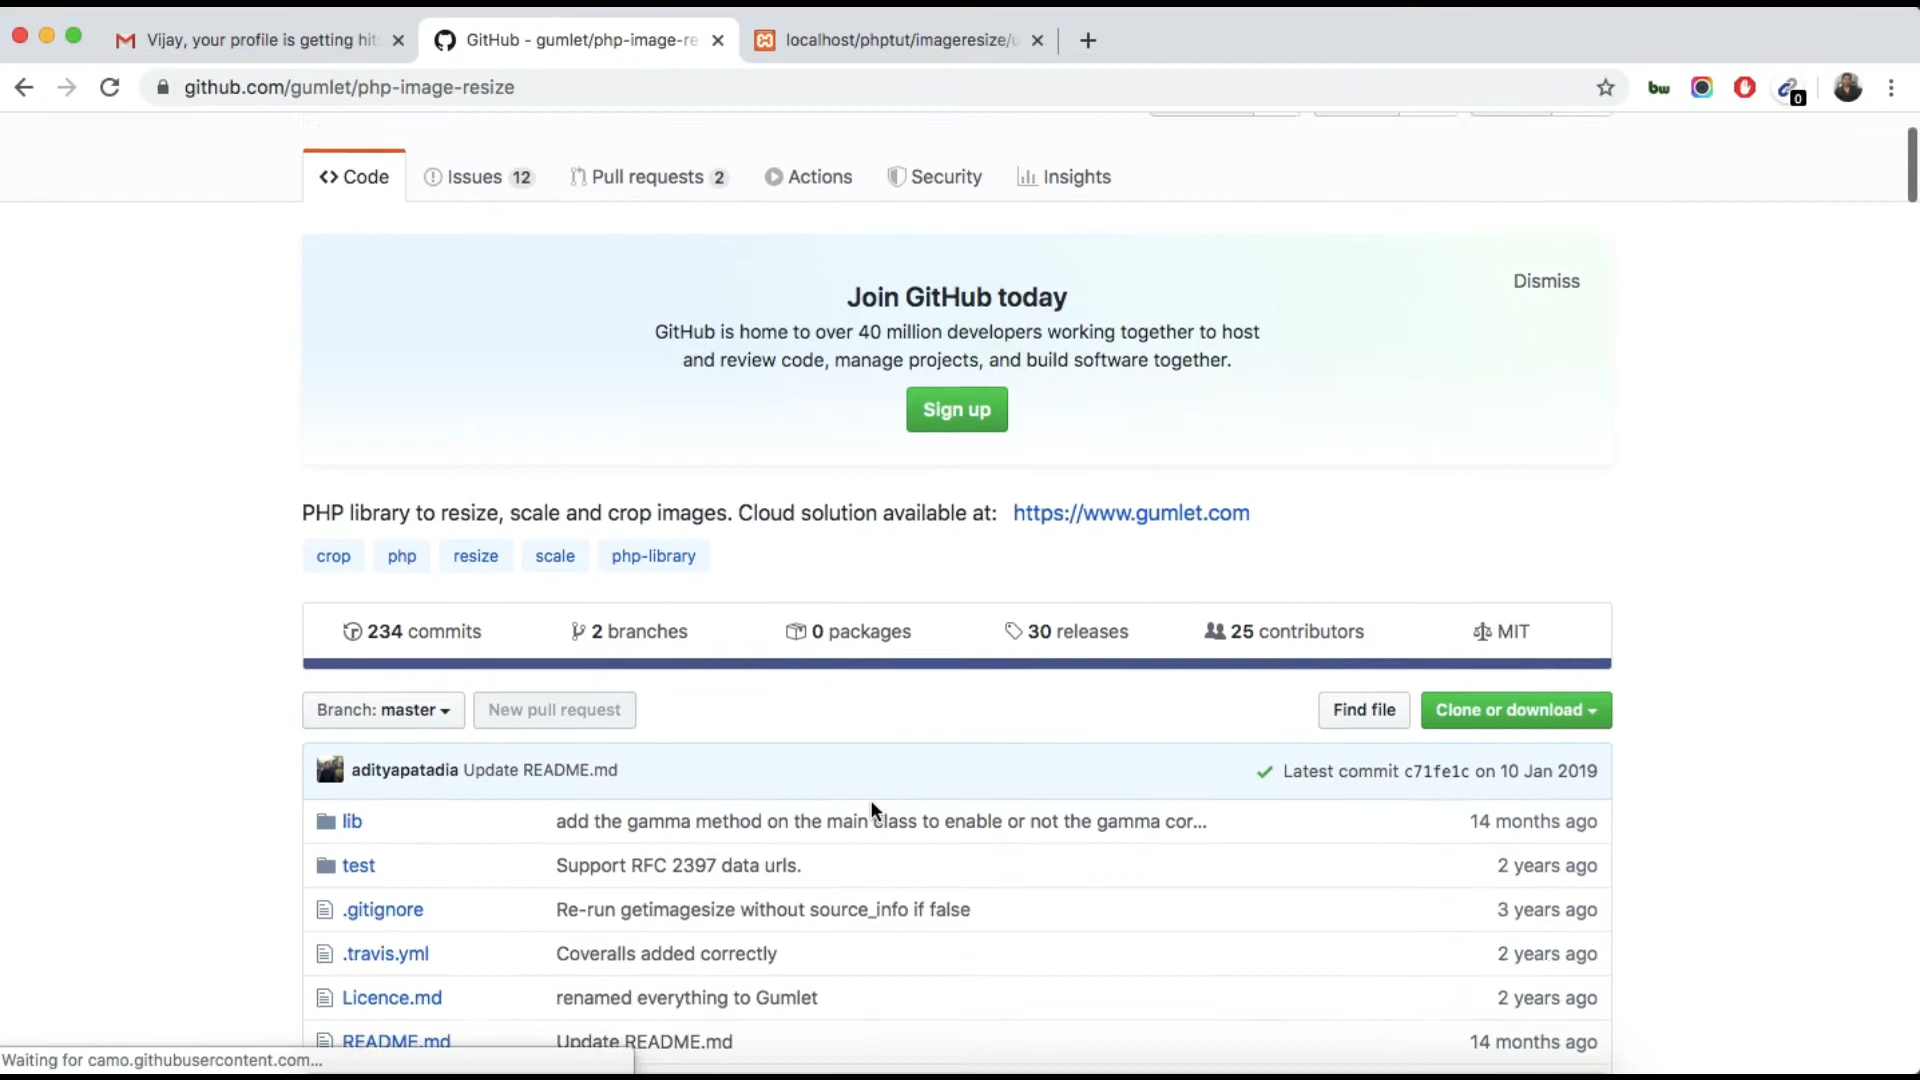 Vijay, your profile is getting hit
GitHub - gumlet/php-image-re
localhost/phptut/imageresize/u
github.com/gumlet/php-image-resize
bw
0
Code
Issues 12
Pull requests 2
Actions
Security
Insights
Join GitHub today
Dismiss
GitHub is home to over 40 million developers working together to host
and review code, manage projects, and build software together.
Sign up
PHP library to resize, scale and crop images. Cloud solution available at: https://www.gumlet.com
crop php resize scale php-library
234 commits
2 branches
0 packages
30 releases
25 contributors
MIT
Branch: master
New pull request
Find file
Clone or download
adityapatadia Update README.md
Latest commit c71fe1c on 10 Jan 2019
lib add the gamma method on the main class to enable or not the gamma cor... 14 months ago
test Support RFC 2397 data urls. 2 years ago
.gitignore Re-run getimagesize without source_info if false 3 years ago
.travis.yml Coveralls added correctly 2 years ago
Licence.md renamed everything to Gumlet 2 years ago
README.md Update README.md 14 months ago
Waiting for camo.githubusercontent.com...